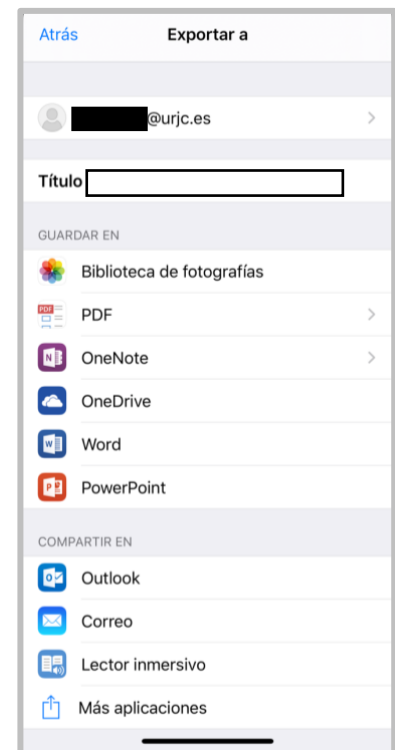 Atrás Exportar a
@urjc.es
Título
GUARDAR EN
Biblioteca de fotografías
PDF PDF
N OneNote
OneDrive
W Word
P PowerPoint
COMPARTIR EN
o Outlook
Correo
Lector inmersivo
Más aplicaciones